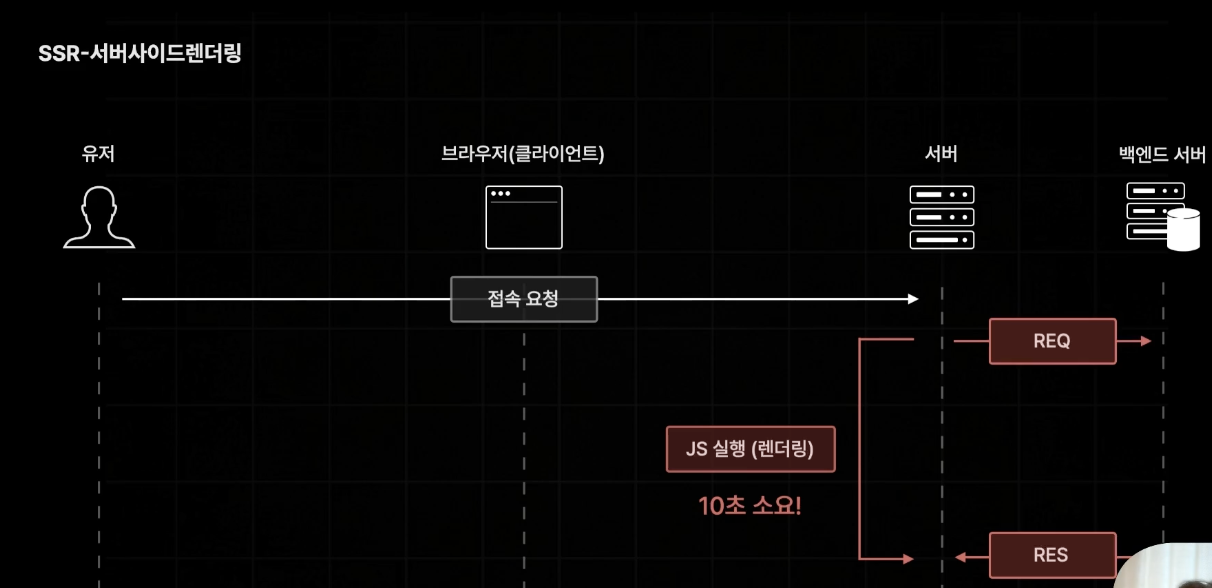 SSR-서버사이드렌더링
유저
브라우저(클라이언트)
서버
백엔드 서버
접속 요청
REQ
JS 실행 (렌더링)
10초 소요!
RES